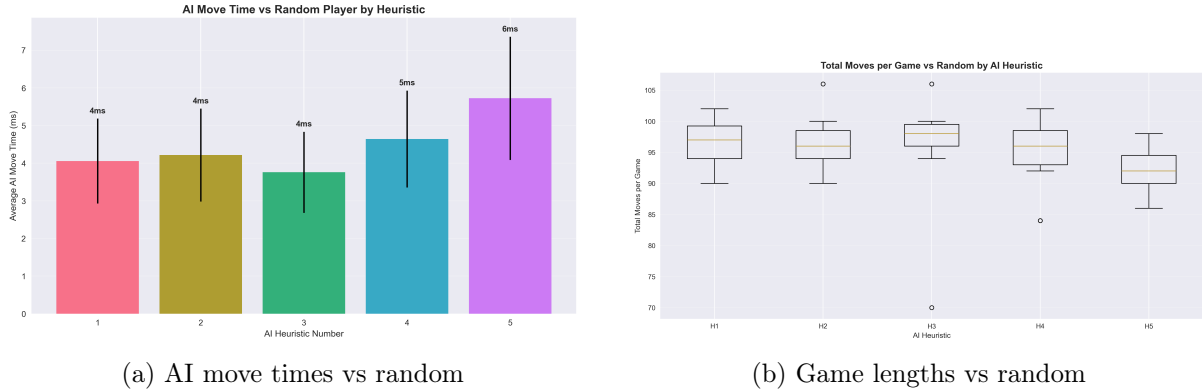 AI Move Time vs Random Player by Heuristic
Average AI Move Time (ms)
7
6
5
4
3
2
1
0
4ms
4ms
4ms
5ms
6ms
1 2 3 4 5
AI Heuristic Number
(a) AI move times vs random
Total Moves per Game vs Random by AI Heuristic
Total Moves per Game
105
100
95
90
85
80
75
70
H1 H2 H3 H4 H5
AI Heuristic
(b) Game lengths vs random